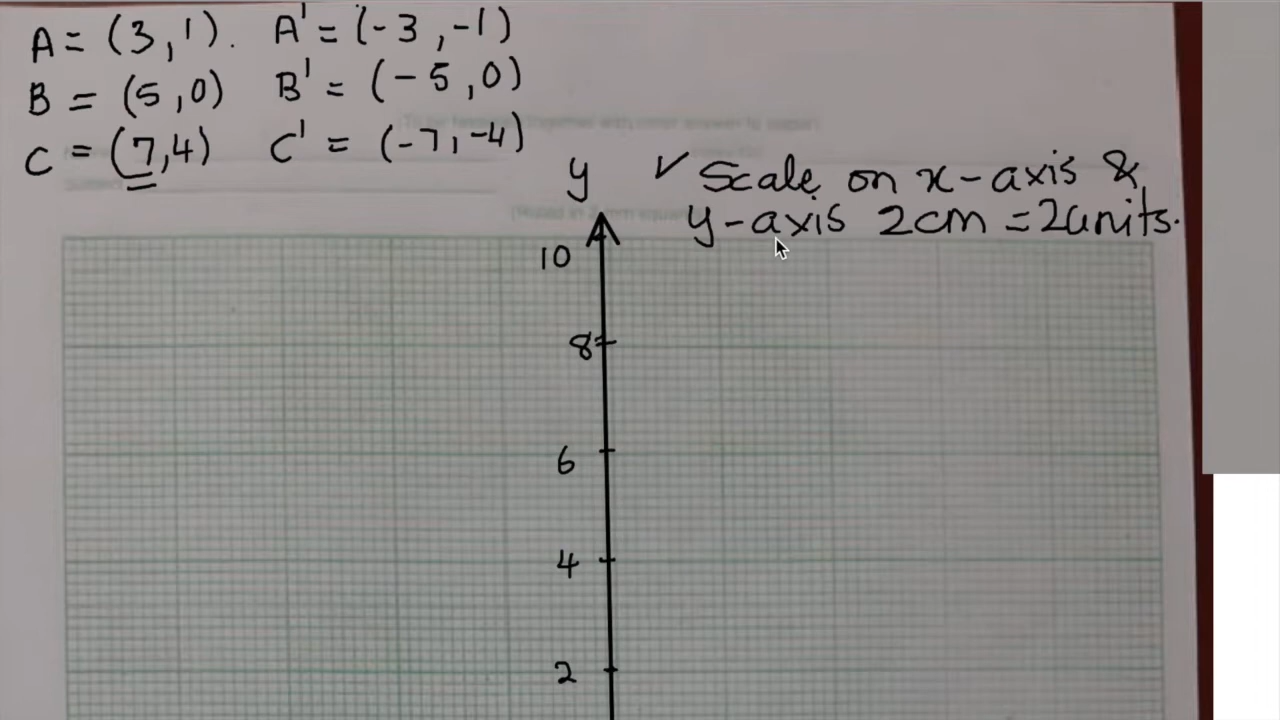 A = (3,1). A' = (-3,-1)
B = (5,0) B' = (-5,0)
C = (7,4) C' = (-7,-4)
y ✓ Scale on x-axis &
y-axis 2cm = 2units.
10
8
6
4
2